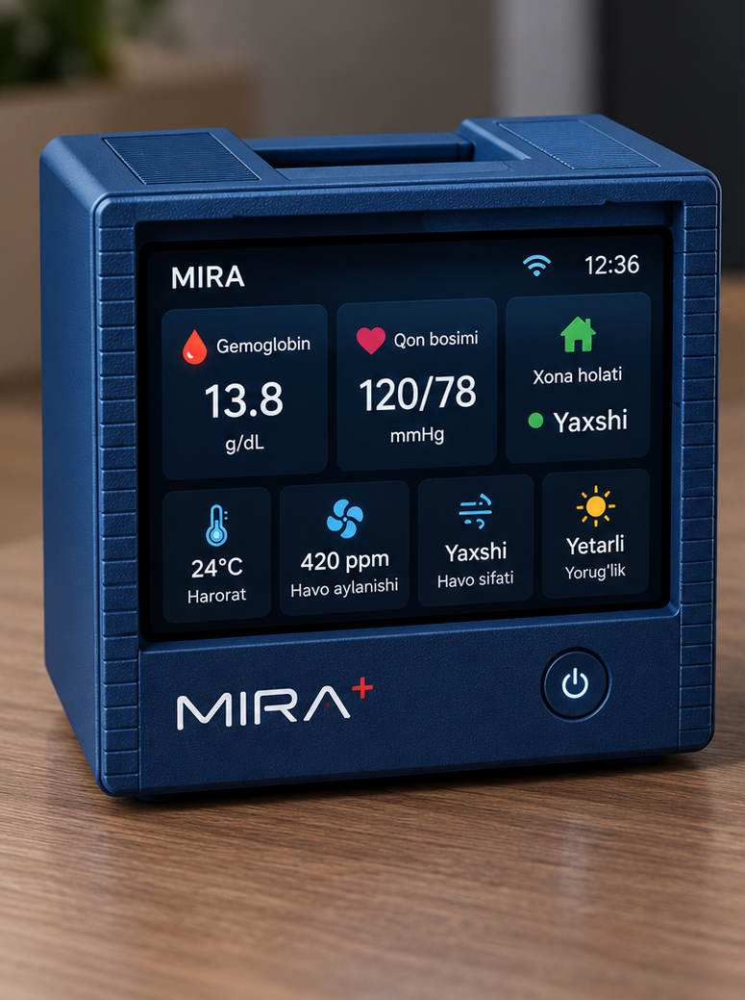 MIRA
12:36
Gemoglobin
13.8
g/dL
Qon bosimi
120/78
mmHg
Xona holati
Yaxshi
24°C
Harorat
420 ppm
Havo aylanishi
Yaxshi
Havo sifati
Yetarli
Yorug'lik
MIRA+